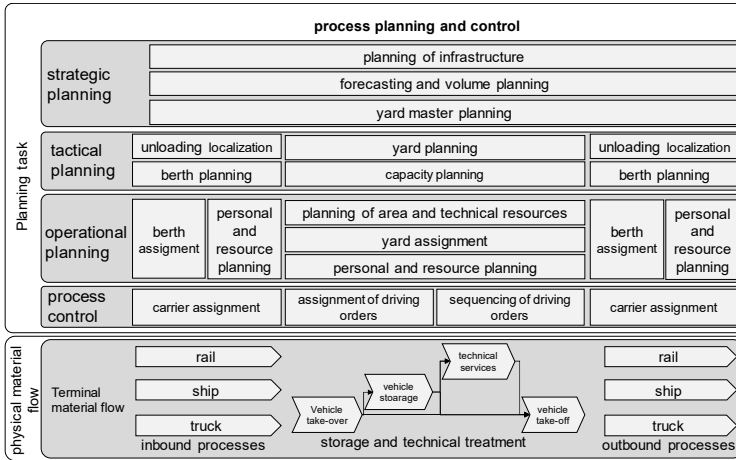 process planning and control
Planning task
strategic
planning
planning of infrastructure
forecasting and volume planning
yard master planning
tactical
planning
unloading localization
yard planning
unloading localization
berth planning
capacity planning
berth planning
operational
planning
berth
assigment
personal
and
resource
planning
planning of area and technical resources
yard assignment
personal and resource planning
berth
assigment
personal
and
resource
planning
process
control
carrier assignment
assignment of driving
orders
sequencing of driving
orders
carrier assignment
physical material
flow
Terminal material flow
rail
ship
truck
inbound processes
Vehicle
take-over
vehicle
stoarage
technical
services
vehicle
take-off
storage and technical treatment
rail
ship
truck
outbound processes